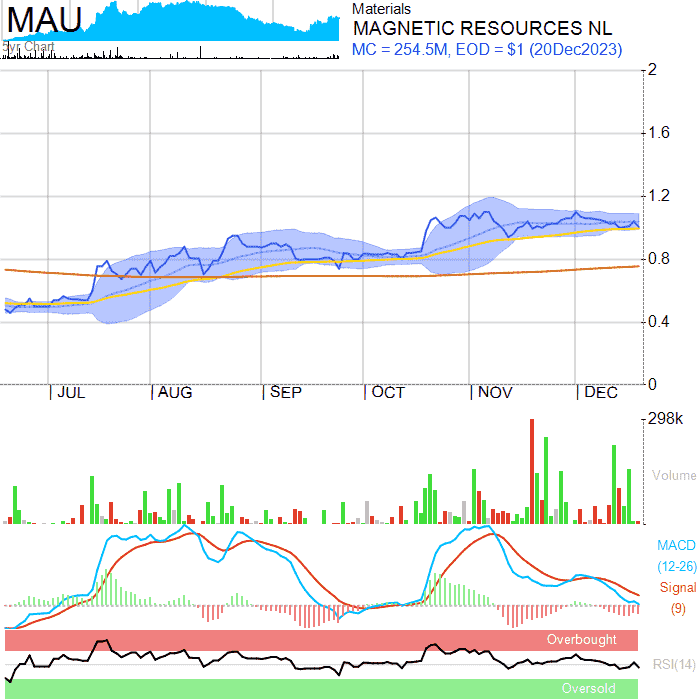 MAU
5yr Chart
Materials
MAGNETIC RESOURCES NL
MC = 254.5M, EOD = $1 (20Dec2023)
2
1.6
1.2
0.8
0.4
0
JUL AUG SEP OCT NOV DEC
298k
Volume
MACD
(12-26)
Signal
(9)
Overbought
RSI(14)
Oversold